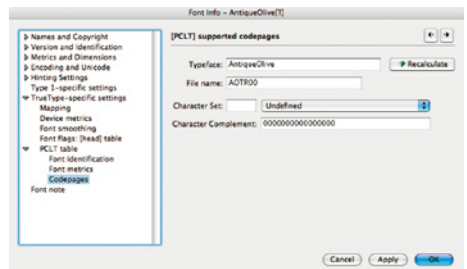 Font Info – AntiqueOlive[T]
Names and Copyright
Version and Identification
Metrics and Dimensions
Encoding and Unicode
Hinting Settings
Type 1-specific settings
TrueType-specific settings
Mapping
Device metrics
Font smoothing
Font flags: [head] table
PCLT table
Font identification
Font metrics
Codepages
Font note
[PCLT] supported codepages
Typeface: AntiqueOlive
Recalculate
File name: AOTR00
Character Set: Undefined
Character Complement: 0000000000000000
Cancel Apply OK